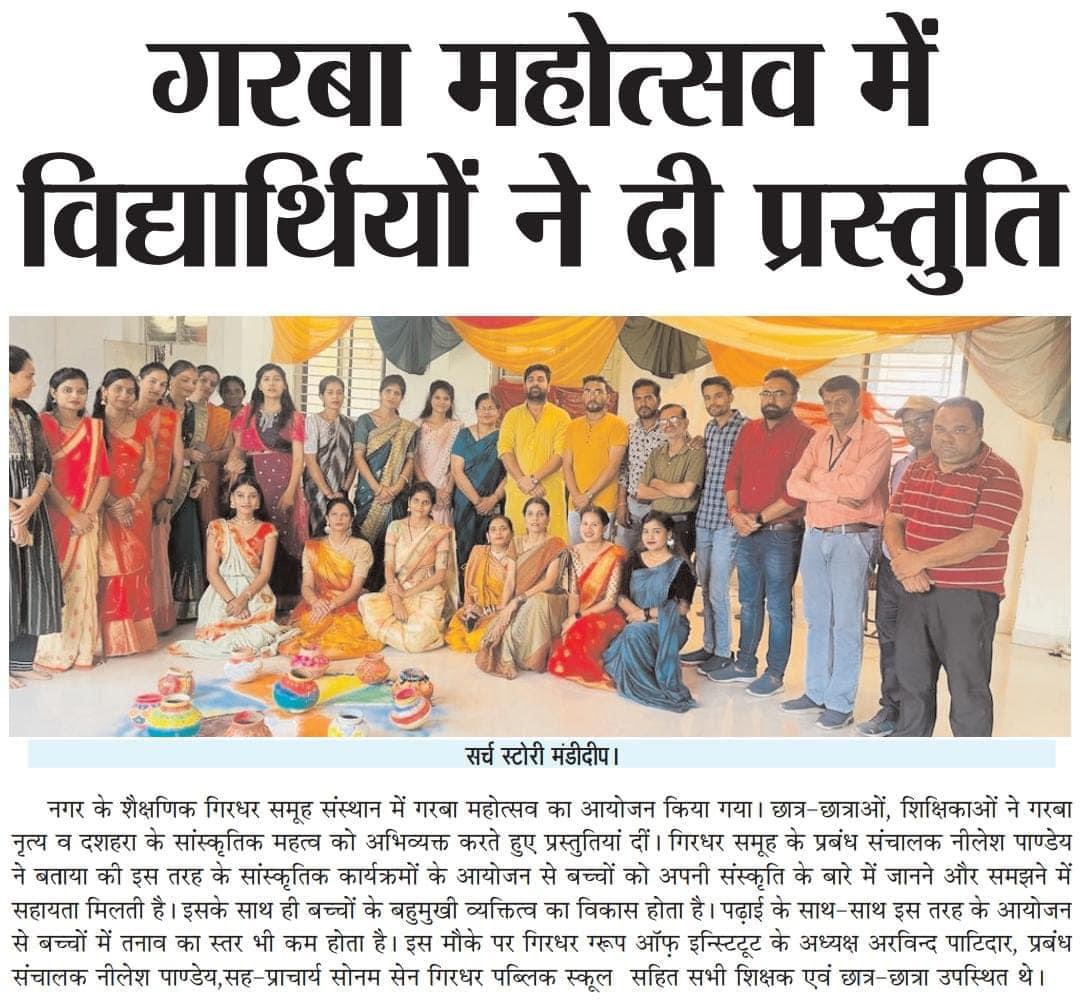 गरबा महोत्सव में
विद्यार्थियों ने दी प्रस्तुति
सर्च स्टोरी मंडीदीप।
नगर के शैक्षणिक गिरधर समूह संस्थान में गरबा महोत्सव का आयोजन किया गया। छात्र-छात्राओं, शिक्षिकाओं ने गरबा
नृत्य व दशहरा के सांस्कृतिक महत्व को अभिव्यक्त करते हुए प्रस्तुतियां दीं। गिरधर समूह के प्रबंध संचालक नीलेश पाण्डेय
ने बताया की इस तरह के सांस्कृतिक कार्यक्रमों के आयोजन से बच्चों को अपनी संस्कृति के बारे में जानने और समझने में
सहायता मिलती है। इसके साथ ही बच्चों के बहुमुखी व्यक्तित्व का विकास होता है। पढ़ाई के साथ-साथ इस तरह के आयोजन
से बच्चों में तनाव का स्तर भी कम होता है। इस मौके पर गिरधर ग्रूप ऑफ़ इन्स्टिटूट के अध्यक्ष अरविन्द पाटिदार, प्रबंध
संचालक नीलेश पाण्डेय,सह-प्राचार्य सोनम सेन गिरधर पब्लिक स्कूल सहित सभी शिक्षक एवं छात्र-छात्रा उपस्थित थे।